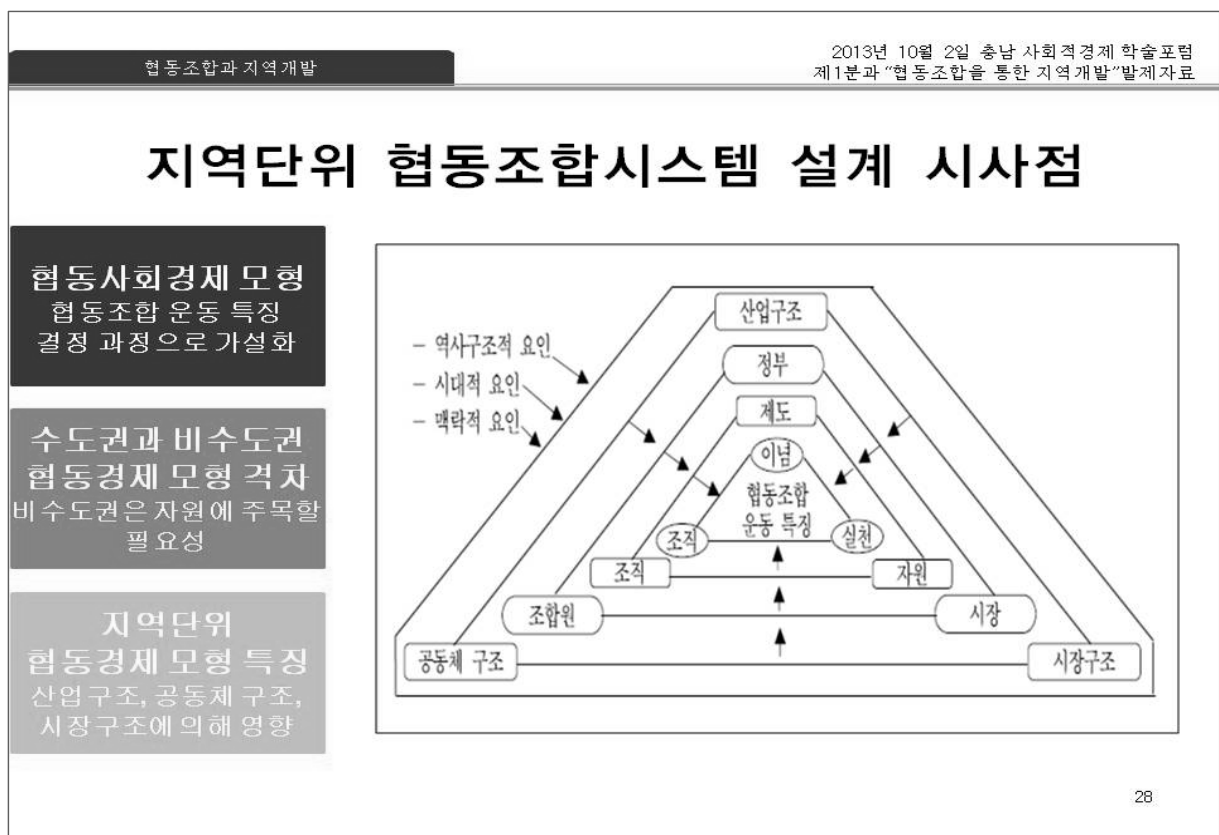 협동조합과 지역개발
2013년 10월 2일 충남 사회적경제 학술포럼
제1분과 “협동조합을 통한 지역개발”발제자료
지역단위 협동조합시스템 설계 시사점
협동사회경제 모형
협동조합 운동 특징
결정 과정으로 가설화
수도권과 비수도권
협동경제 모형 격차
비수도권은 자원에 주목할
필요성
지역단위
협동경제 모형 특징
산업구조, 공동체 구조,
시장구조에 의해 영향
- 역사구조적 요인
- 시대적 요인
- 맥락적 요인
산업구조
정부
제도
이념
협동조합
운동 특징
조직
실천
조직
자원
조합원
시장
공동체 구조
시장구조
28